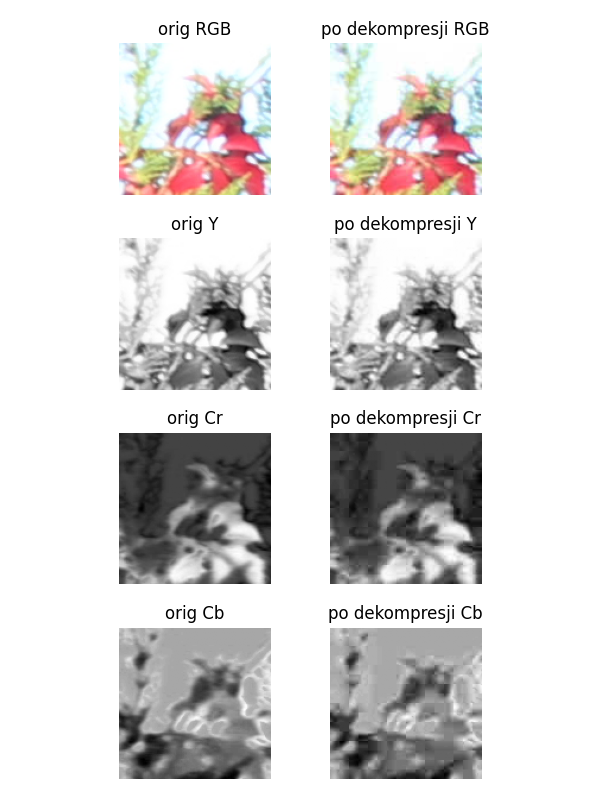 orig RGB
po dekompresji RGB
orig Y
po dekompresji Y
orig Cr
po dekompresji Cr
orig Cb
po dekompresji Cb